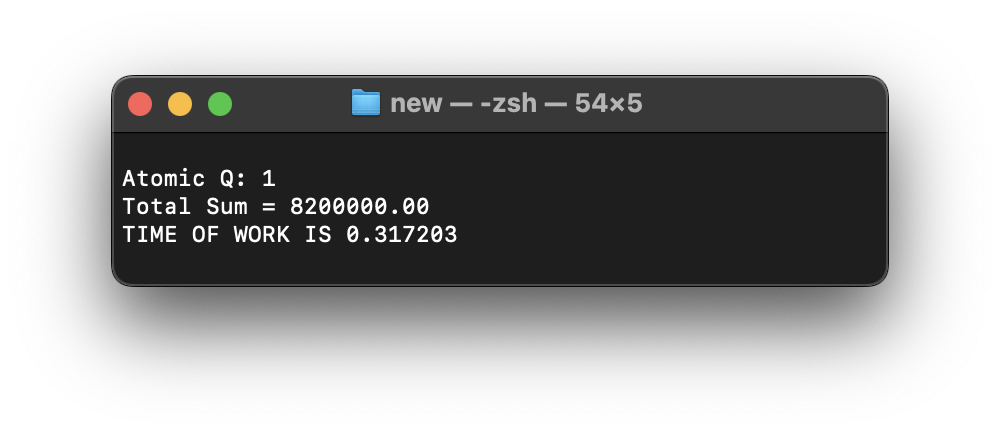 new — -zsh — 54×5
Atomic Q: 1
Total Sum = 8200000.00
TIME OF WORK IS 0.317203